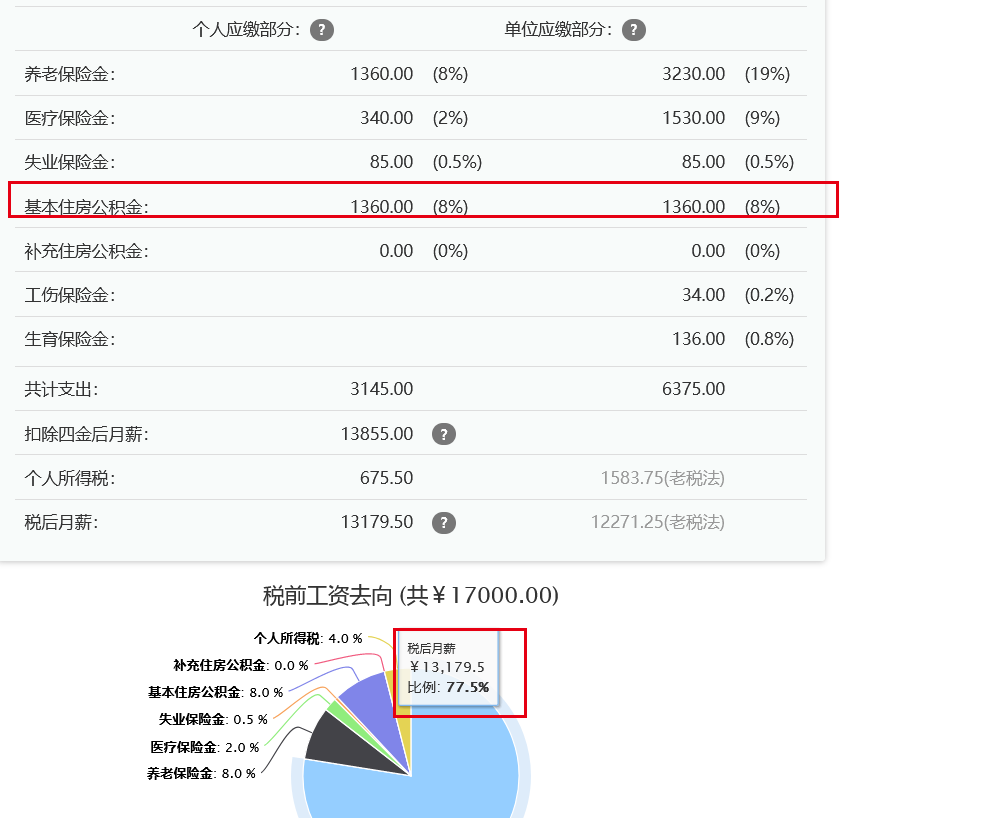 个人应缴部分： ? 单位应缴部分： ?
养老保险金： 1360.00 (8%) 3230.00 (19%)
医疗保险金： 340.00 (2%) 1530.00 (9%)
失业保险金： 85.00 (0.5%) 85.00 (0.5%)
基本住房公积金： 1360.00 (8%) 1360.00 (8%)
补充住房公积金： 0.00 (0%) 0.00 (0%)
工伤保险金： 34.00 (0.2%)
生育保险金： 136.00 (0.8%)
共计支出： 3145.00 6375.00
扣除四金后月薪： 13855.00 ?
个人所得税： 675.50 1583.75(老税法)
税后月薪： 13179.50 ? 12271.25(老税法)
税前工资去向 (共￥17000.00)
个人所得税: 4.0 %
补充住房公积金: 0.0 %
基本住房公积金: 8.0 %
失业保险金: 0.5 %
医疗保险金: 2.0 %
养老保险金: 8.0 %
税后月薪
￥13,179.5
比例: 77.5%